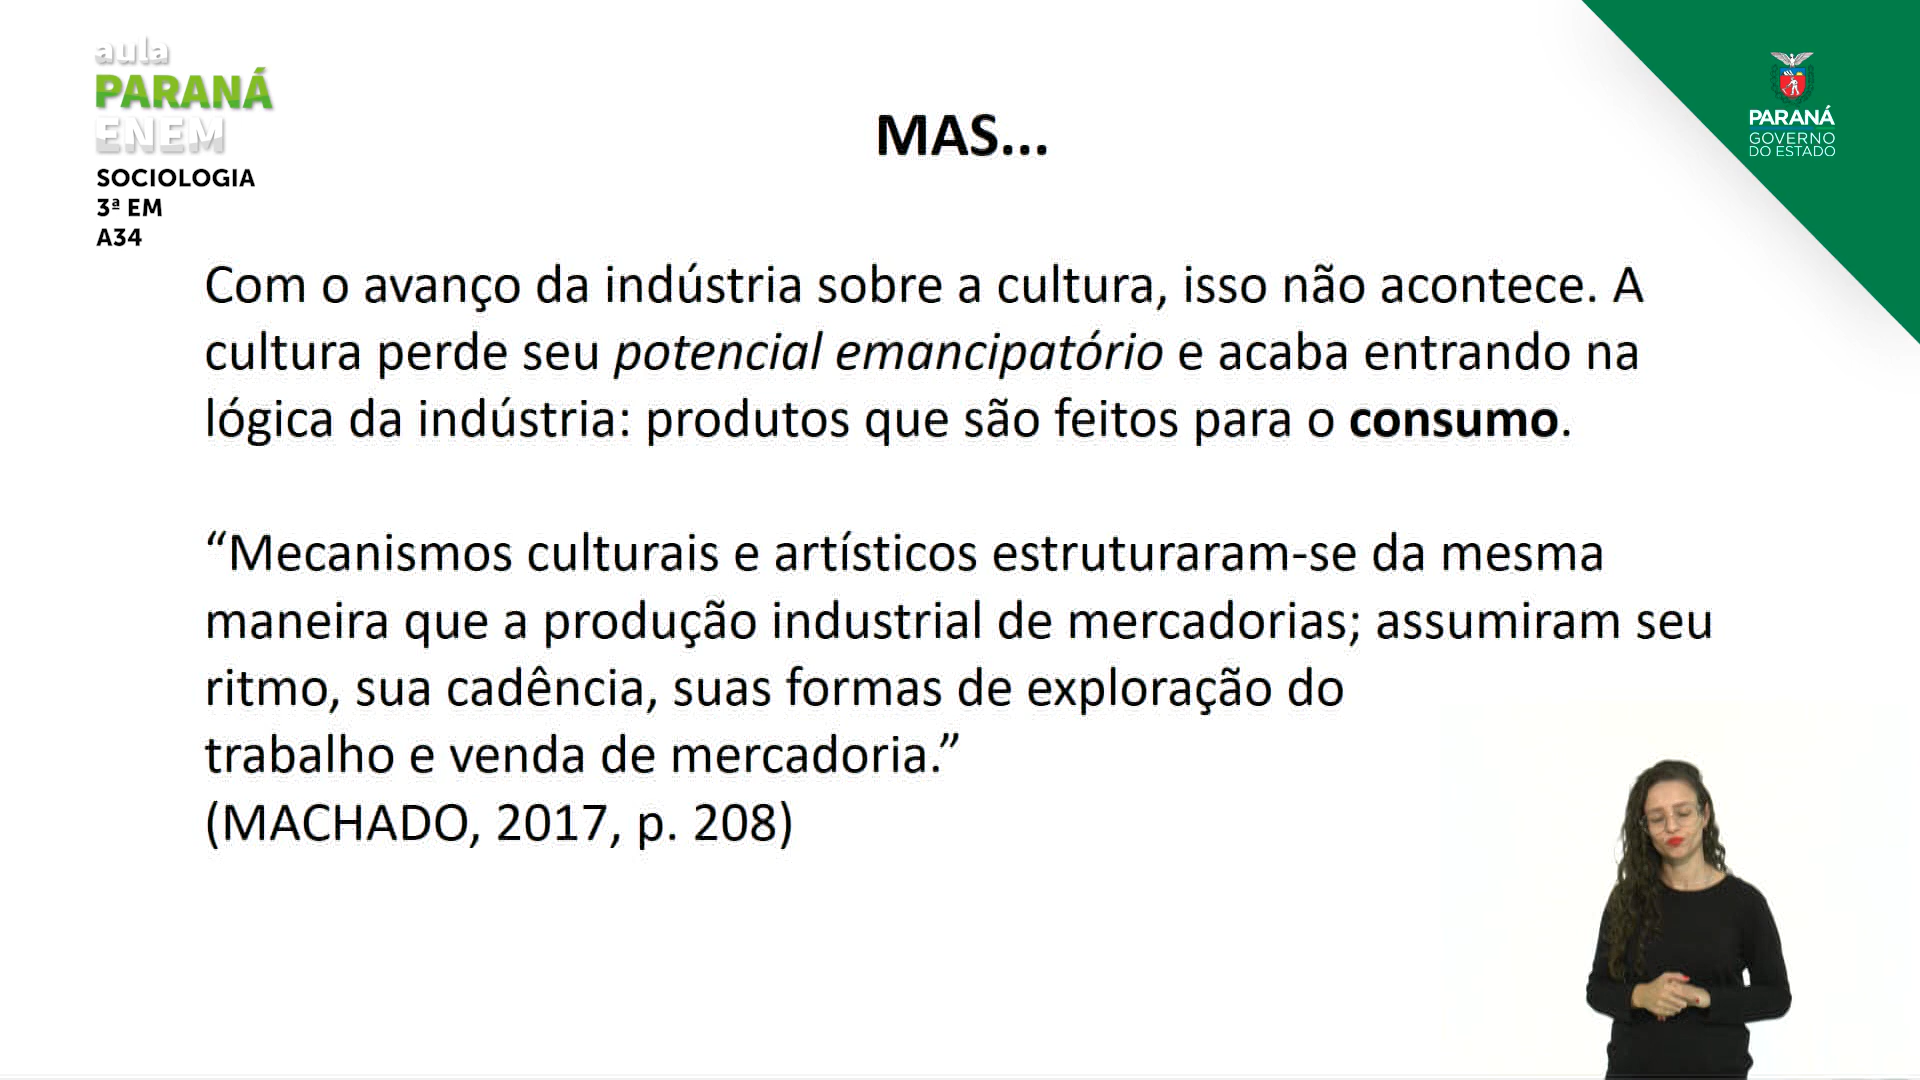 aula
PARANÁ
ENEM
SOCIOLOGIA
3ª EM
A34
PARANÁ
GOVERNO
DO ESTADO
MAS...
Com o avanço da indústria sobre a cultura, isso não acontece. A
cultura perde seu potencial emancipatório e acaba entrando na
lógica da indústria: produtos que são feitos para o consumo.
“Mecanismos culturais e artísticos estruturaram-se da mesma
maneira que a produção industrial de mercadorias; assumiram seu
ritmo, sua cadência, suas formas de exploração do
trabalho e venda de mercadoria.”
(MACHADO, 2017, p. 208)